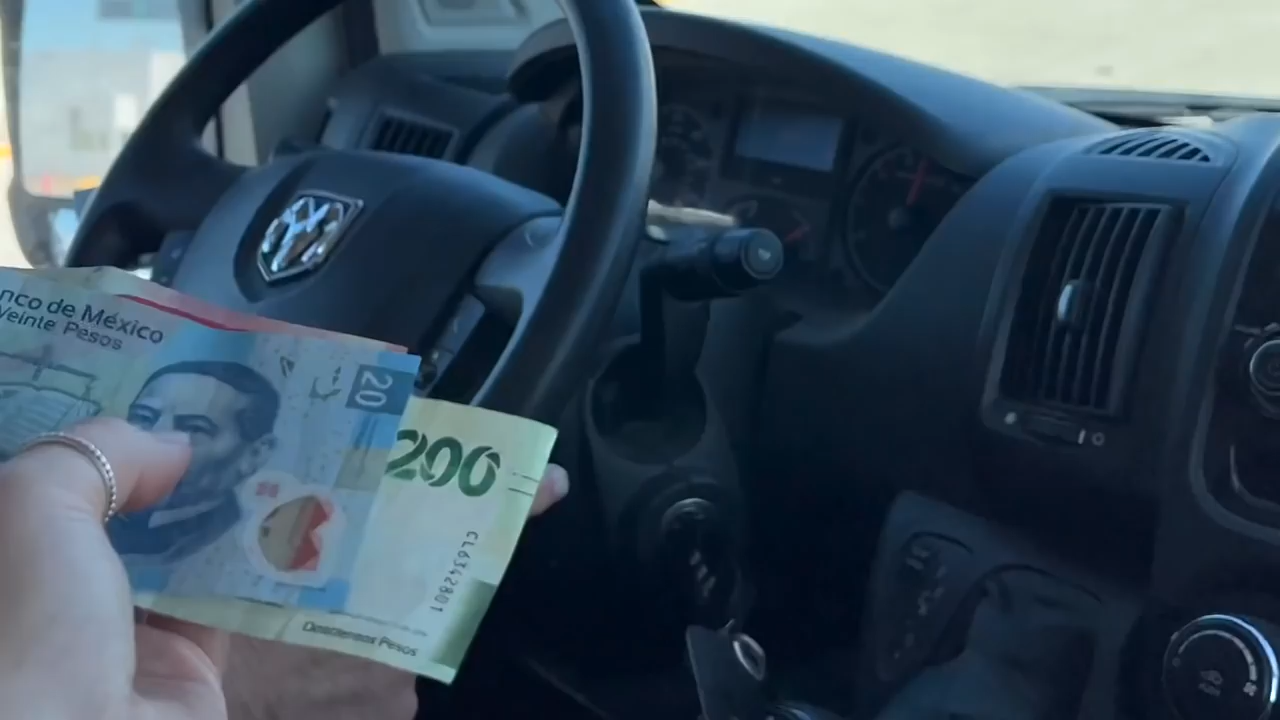 nco de México
Veinte Pesos
20
200
CL6342801
Doscientos Pesos